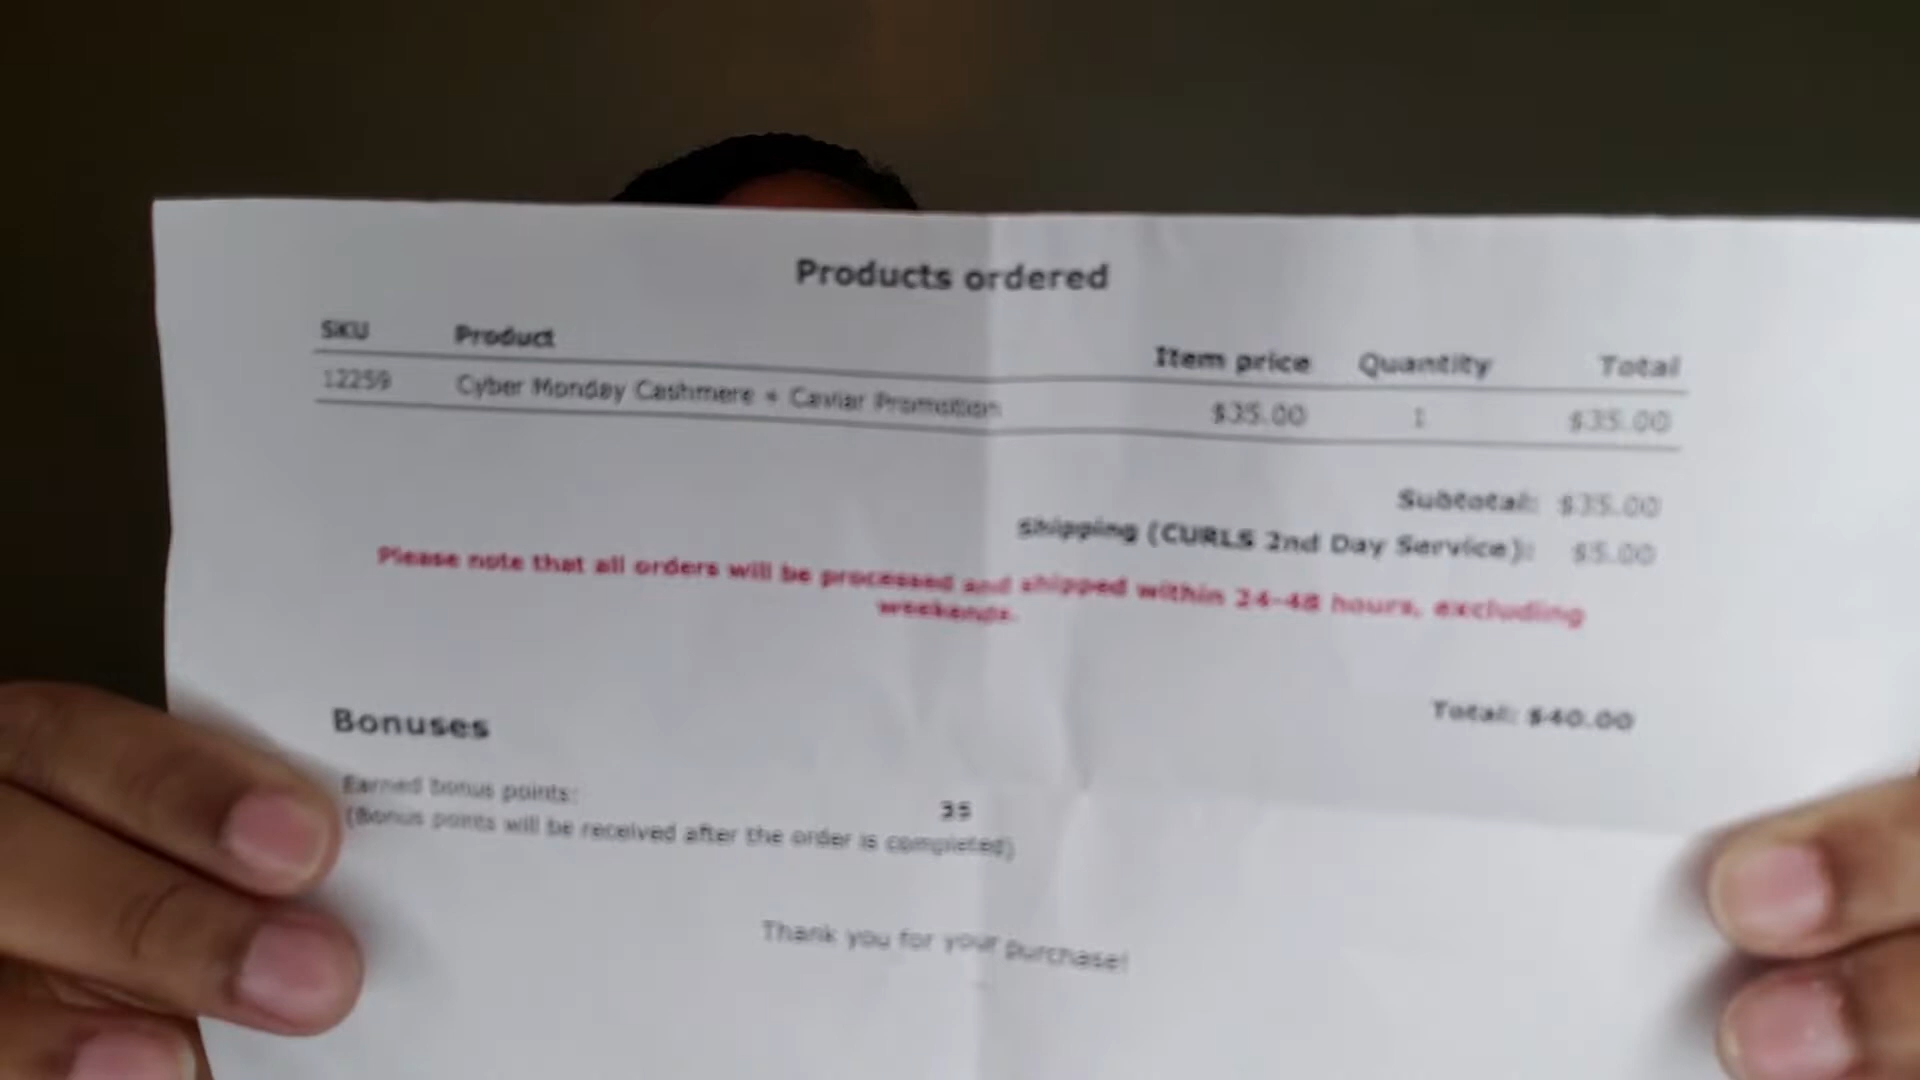 Products ordered
SKU Product Item price Quantity Total
12259 Cyber Monday Cashmere + Caviar Promotion $35.00 1 $35.00
Subtotal: $35.00
Shipping (CURLS 2nd Day Service): $5.00
Please note that all orders will be processed and shipped within 24-48 hours, excluding
weekends.
Total: $40.00
Bonuses
Earned bonus points: 35
(Bonus points will be received after the order is completed)
Thank you for your purchase!